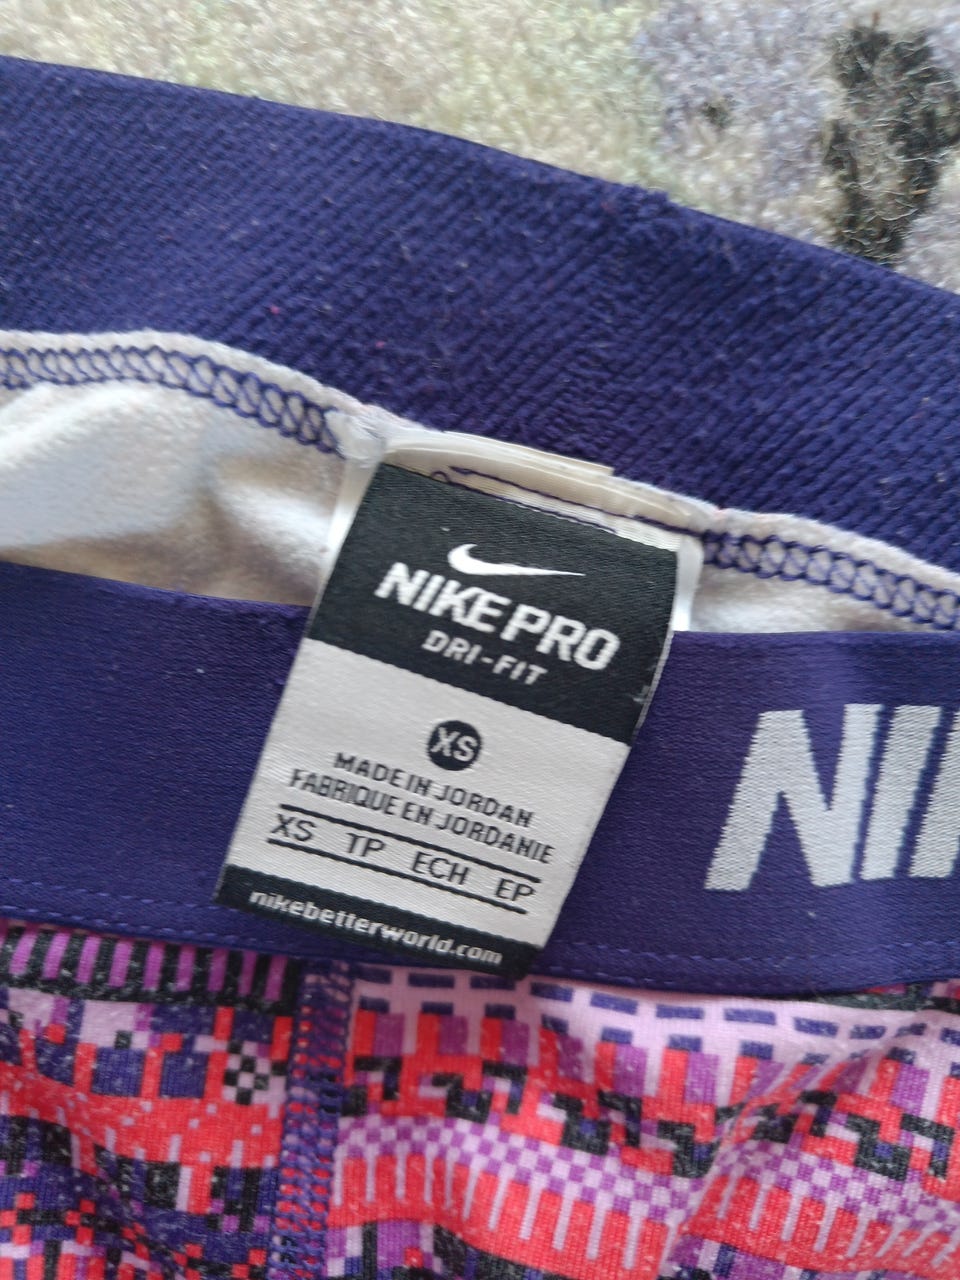 NIKE PRO
DRI-FIT
XS
MADE IN JORDAN
FABRIQUE EN JORDANIE
XS TP ECH EP
nikebetterworld.com
NI